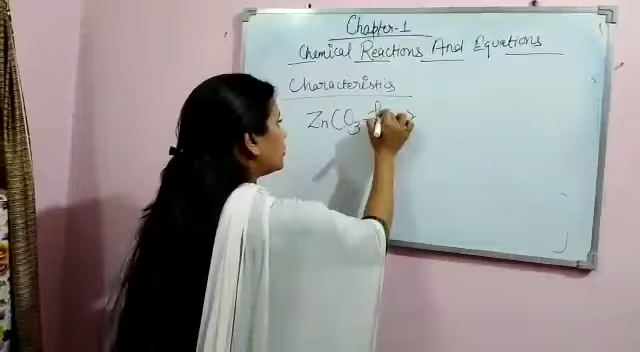 Chapter-1
Chemical Reactions And Equations
Characteristics
ZnCO3